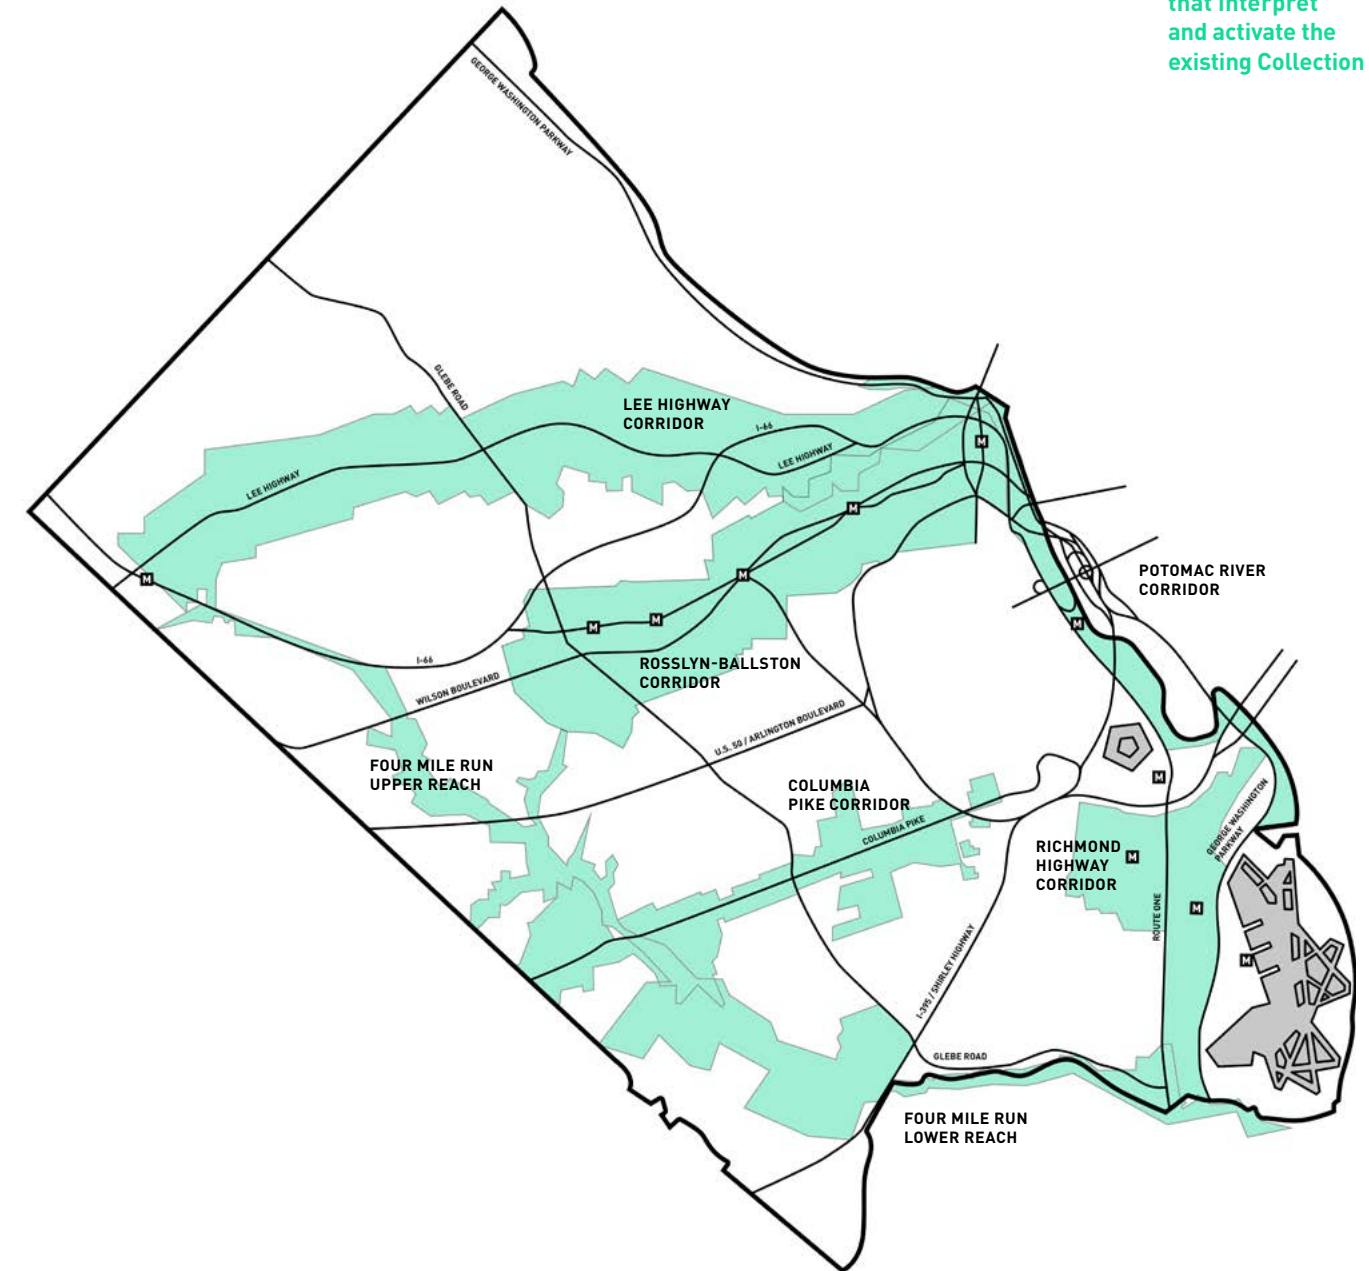 that interpret
and activate the
existing Collection
GEORGE WASHINGTON PARKWAY
GLEBE ROAD
LEE HIGHWAY
CORRIDOR
I-66
LEE HIGHWAY
LEE HIGHWAY
M
M
M
M
M
M
POTOMAC RIVER
CORRIDOR
M
I-66
WILSON BOULEVARD
ROSSLYN-BALLSTON
CORRIDOR
U.S. 50 / ARLINGTON BOULEVARD
FOUR MILE RUN
UPPER REACH
COLUMBIA
PIKE CORRIDOR
COLUMBIA PIKE
M
GEORGE WASHINGTON
PARKWAY
RICHMOND
HIGHWAY
CORRIDOR
M
M
ROUTE ONE
I-395 / SHIRLEY HIGHWAY
M
GLEBE ROAD
FOUR MILE RUN
LOWER REACH